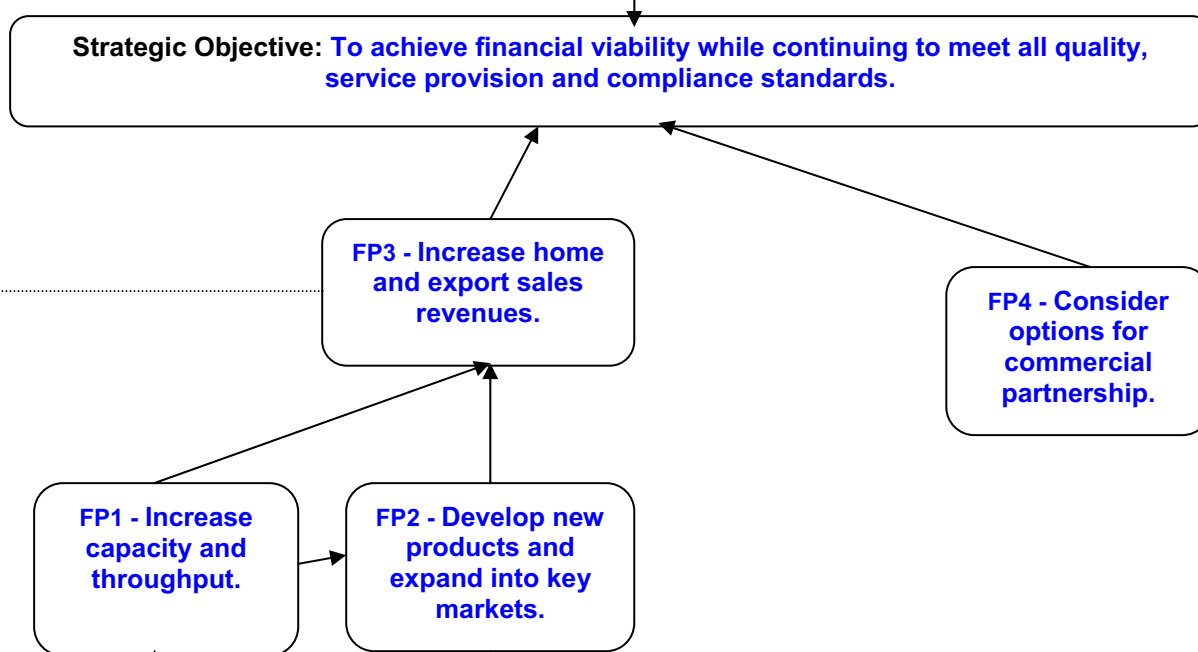 Strategic Objective: To achieve financial viability while continuing to meet all quality,
service provision and compliance standards.
FP3 - Increase home
and export sales
revenues.
FP4 - Consider
options for
commercial
partnership.
FP1 - Increase
capacity and
throughput.
FP2 - Develop new
products and
expand into key
markets.